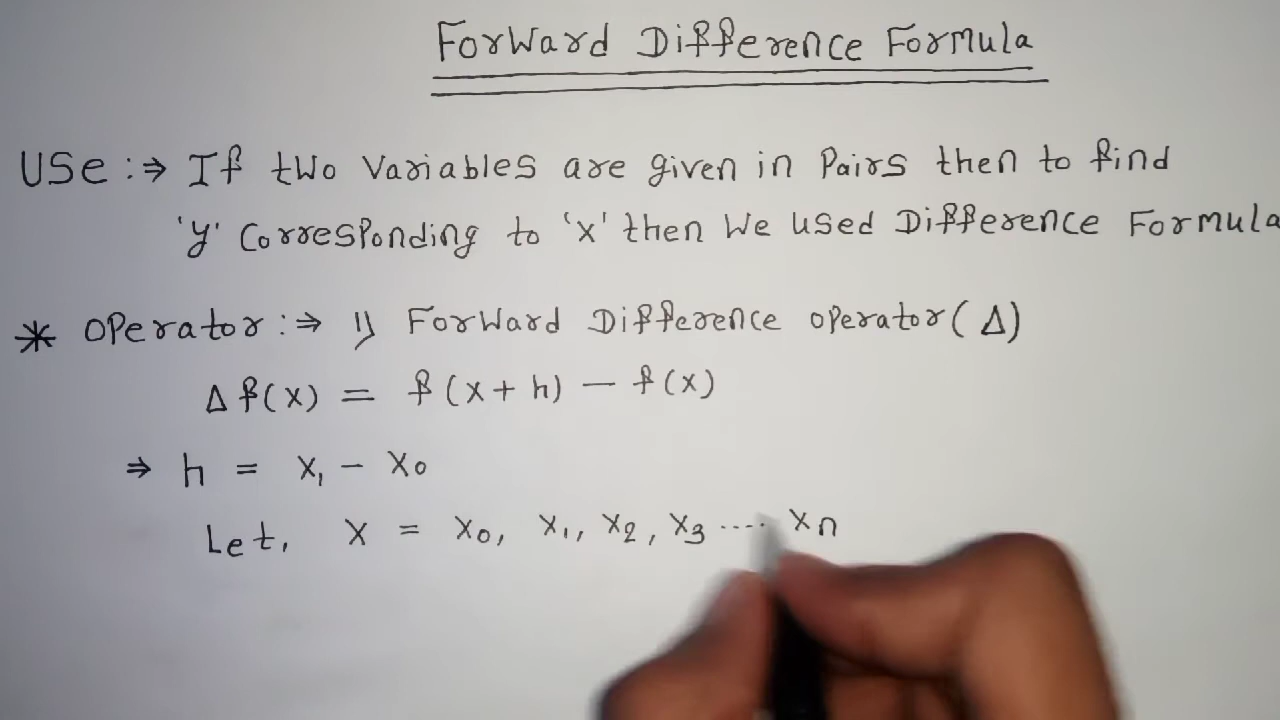 Forward Difference Formula
Use :⇒ If two variables are given in Pairs then to find
'y' Corresponding to 'x' then we used Difference Formula
* Operator :⇒ 1) Forward Difference operator (Δ)
Δ f(x) = f(x+h) − f(x)
⇒ h = x₁ − x₀
Let, x = x₀, x₁, x₂, x₃ ····· xₙ